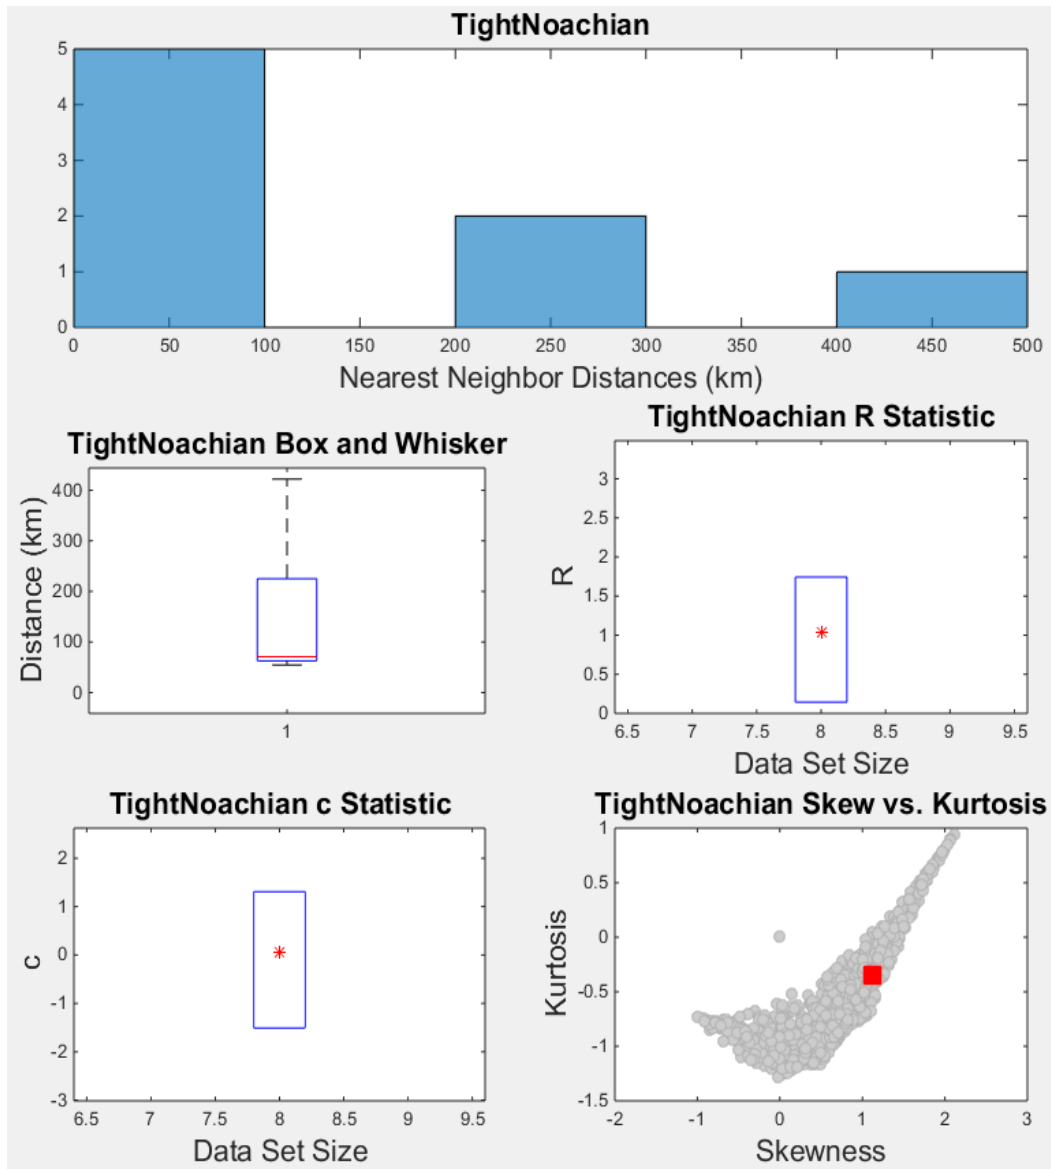 TightNoachian
5
4
3
2
1
0
0 50 100 150 200 250 300 350 400 450 500
Nearest Neighbor Distances (km)
TightNoachian Box and Whisker
400
300
200
100
0
Distance (km)
1
TightNoachian R Statistic
3
2.5
2
1.5
1
0.5
0
R
6.5 7 7.5 8 8.5 9 9.5
Data Set Size
TightNoachian c Statistic
2
1
0
-1
-2
-3
c
6.5 7 7.5 8 8.5 9 9.5
Data Set Size
TightNoachian Skew vs. Kurtosis
1
0.5
0
-0.5
-1
-1.5
Kurtosis
-2 -1 0 1 2 3
Skewness